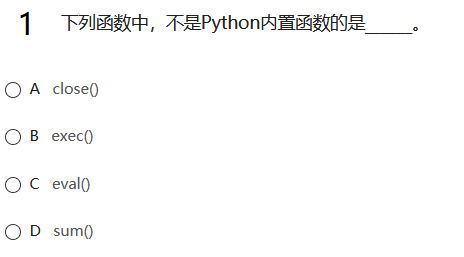 1 下列函数中，不是Python内置函数的是______。
A close()
B exec()
C eval()
D sum()